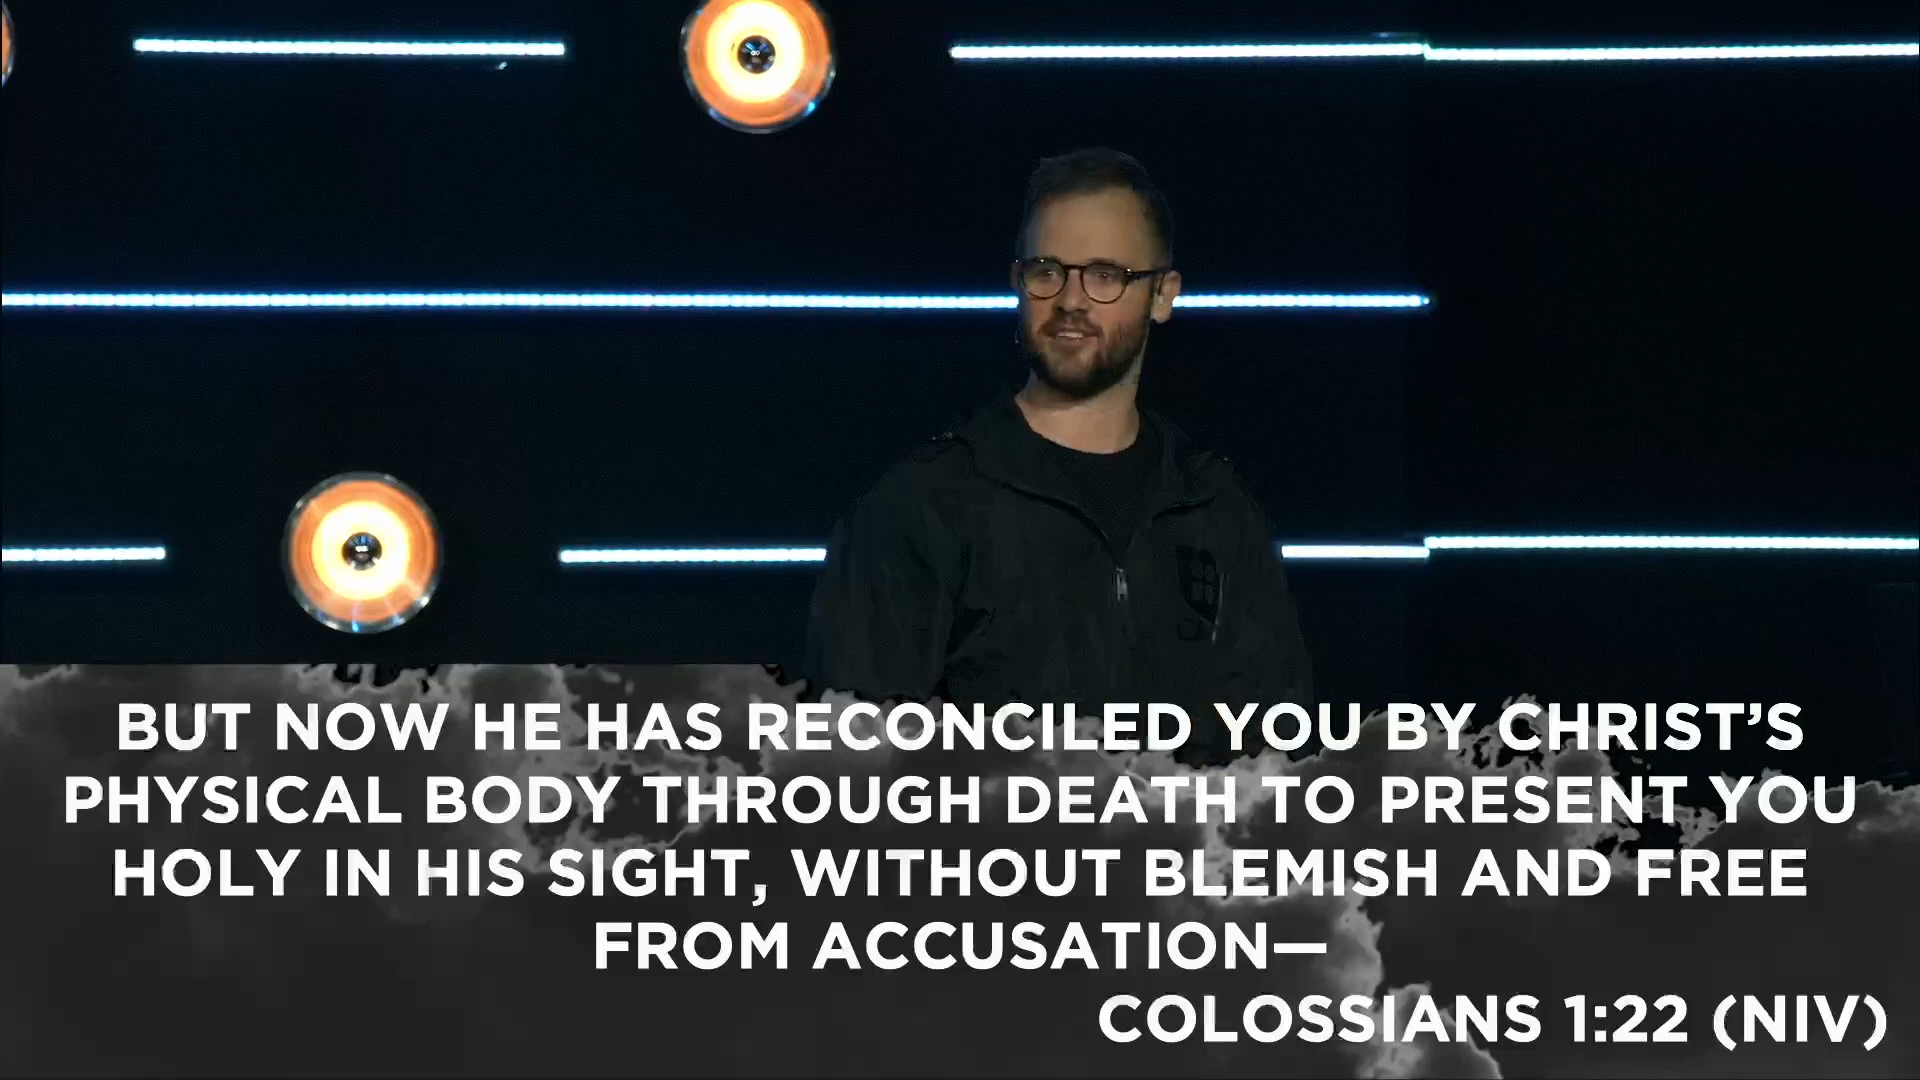 BUT NOW HE HAS RECONCILED YOU BY CHRIST’S
PHYSICAL BODY THROUGH DEATH TO PRESENT YOU
HOLY IN HIS SIGHT, WITHOUT BLEMISH AND FREE
FROM ACCUSATION—
COLOSSIANS 1:22 (NIV)